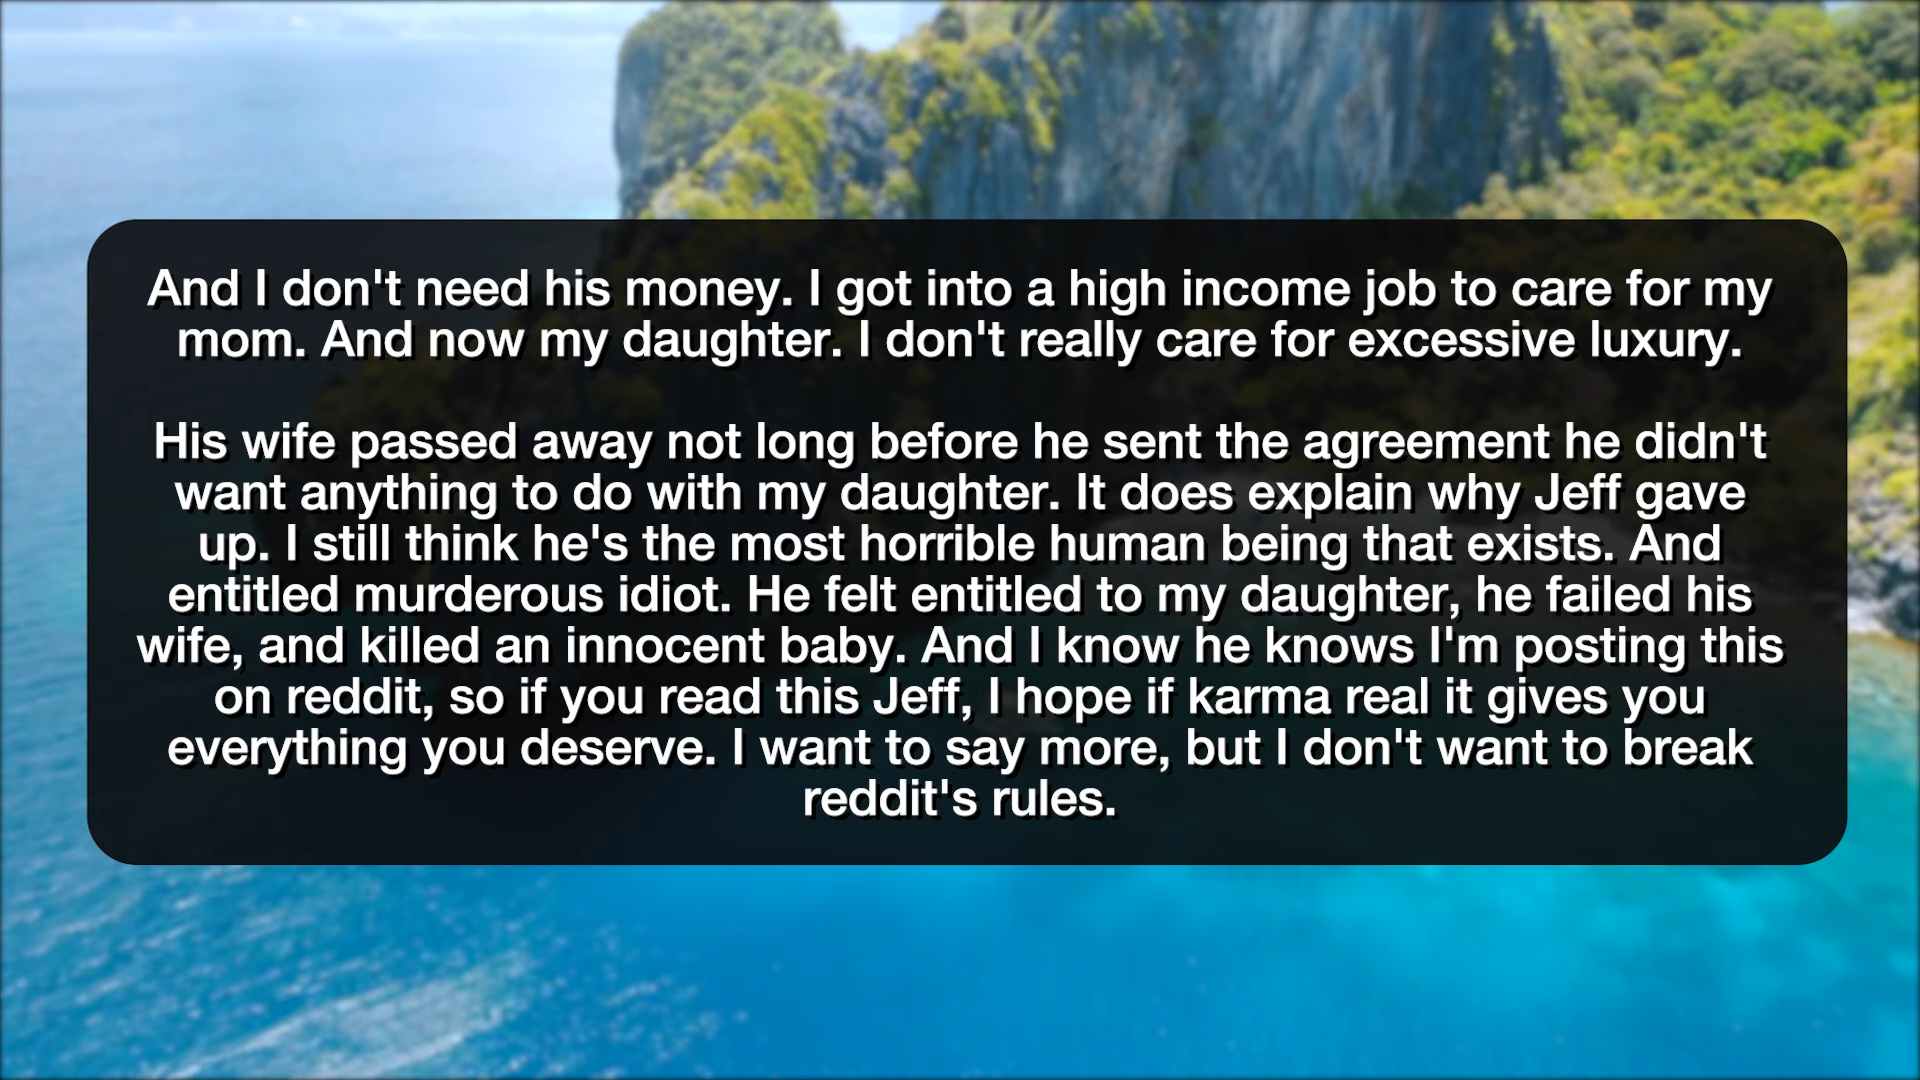 And I don't need his money. I got into a high income job to care for my
mom. And now my daughter. I don't really care for excessive luxury.
His wife passed away not long before he sent the agreement he didn't
want anything to do with my daughter. It does explain why Jeff gave
up. I still think he's the most horrible human being that exists. And
entitled murderous idiot. He felt entitled to my daughter, he failed his
wife, and killed an innocent baby. And I know he knows I'm posting this
on reddit, so if you read this Jeff, I hope if karma real it gives you
everything you deserve. I want to say more, but I don't want to break
reddit's rules.